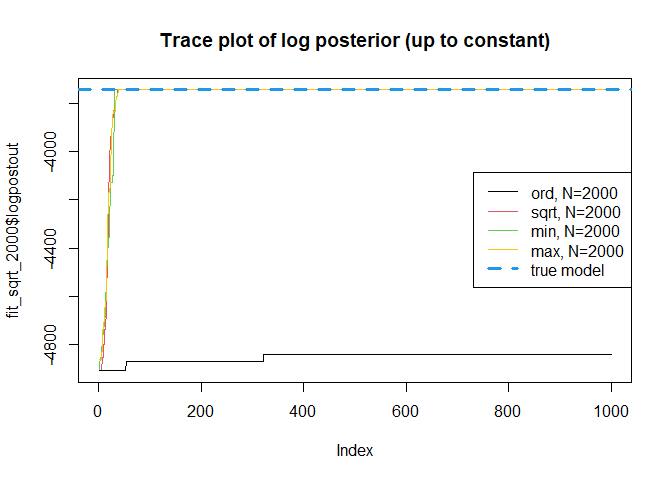 Trace plot of log posterior (up to constant)
fit_sqrt_2000$logpostout
-4000
-4400
-4800
ord, N=2000
sqrt, N=2000
min, N=2000
max, N=2000
true model
0 200 400 600 800 1000
Index